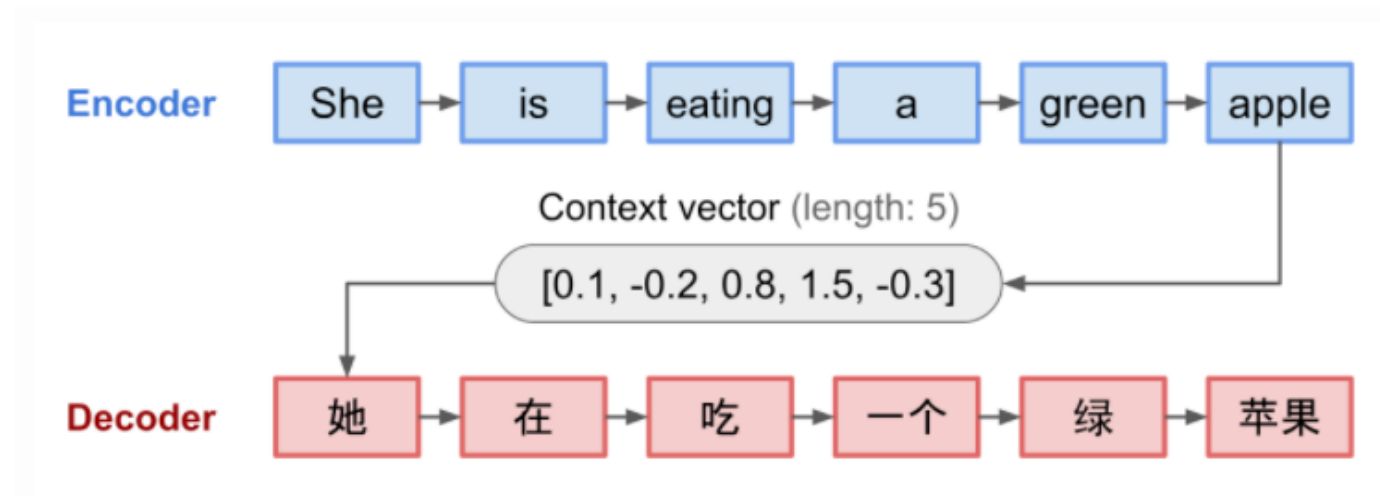 Encoder She is eating a green apple
Context vector (length: 5)
[0.1, -0.2, 0.8, 1.5, -0.3]
Decoder 她 在 吃 一个 绿 苹果